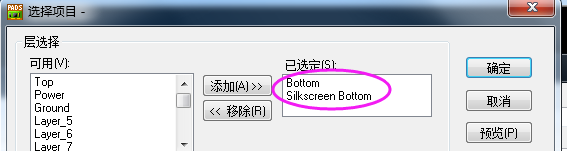 PADS 选择项目 -
层选择
可用(V):
Top
Power
Ground
Layer_5
Layer_6
Layer_7
添加(A) >>
<< 移除(R)
已选定(S):
Bottom
Silkscreen Bottom
确定
取消
预览(P)